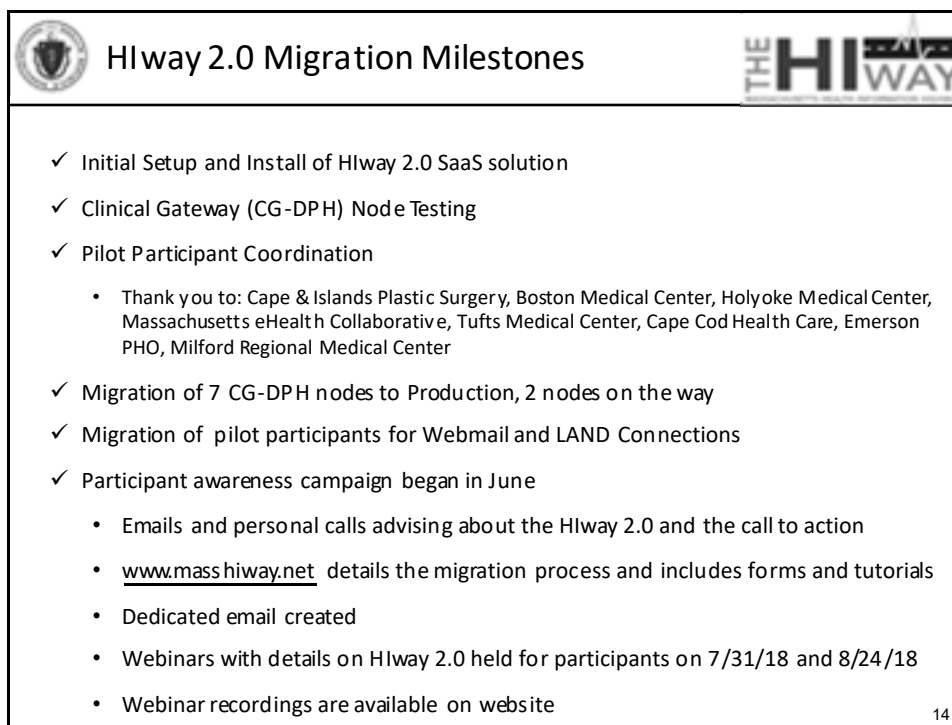 HIway 2.0 Migration Milestones
THE HIWAY
✓ Initial Setup and Install of HIway 2.0 SaaS solution
✓ Clinical Gateway (CG-DPH) Node Testing
✓ Pilot Participant Coordination
• Thank you to: Cape & Islands Plastic Surgery, Boston Medical Center, Holyoke Medical Center,
Massachusetts eHealth Collaborative, Tufts Medical Center, Cape Cod Health Care, Emerson
PHO, Milford Regional Medical Center
✓ Migration of 7 CG-DPH nodes to Production, 2 nodes on the way
✓ Migration of pilot participants for Webmail and LAND Connections
✓ Participant awareness campaign began in June
• Emails and personal calls advising about the HIway 2.0 and the call to action
• www.masshiway.net details the migration process and includes forms and tutorials
• Dedicated email created
• Webinars with details on HIway 2.0 held for participants on 7/31/18 and 8/24/18
• Webinar recordings are available on website
14